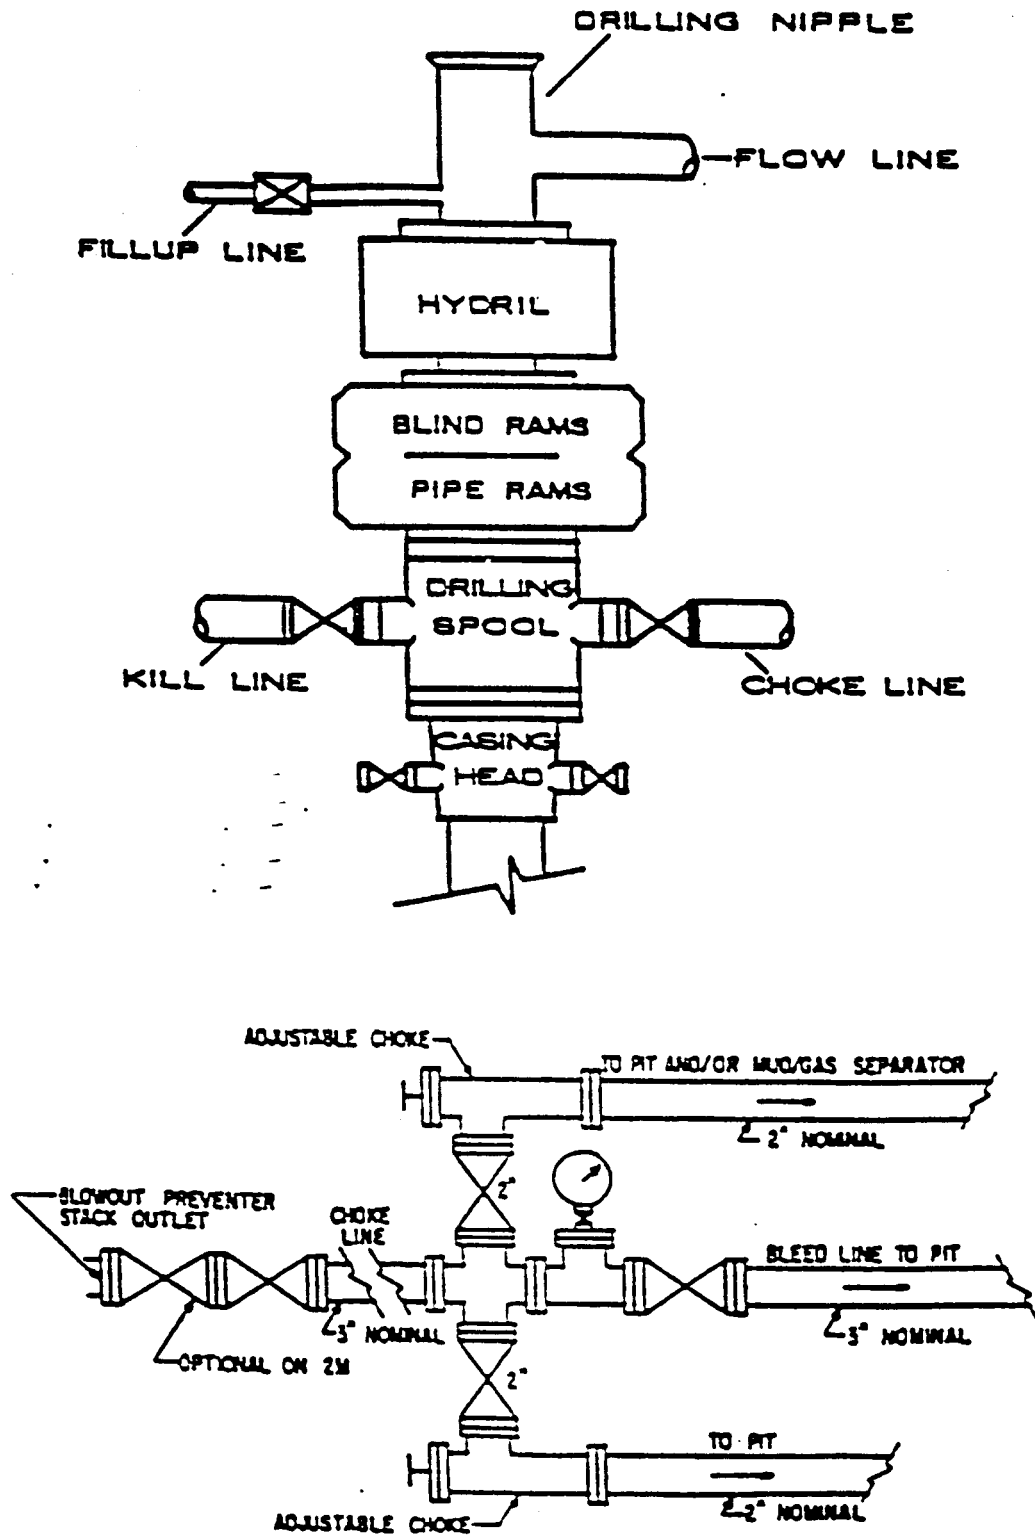 DRILLING NIPPLE
FLOW LINE
FILLUP LINE
HYDRIL
BLIND RAMS
PIPE RAMS
DRILLING
SPOOL
KILL LINE
CHOKE LINE
CASING
HEAD
ADJUSTABLE CHOKE
TO PIT AND/OR MUD/GAS SEPARATOR
2" NOMINAL
2"
BLOWOUT PREVENTER
STACK OUTLET
CHOKE
LINE
BLEED LINE TO PIT
3" NOMINAL
3" NOMINAL
OPTIONAL ON 2M
2"
TO PIT
2" NOMINAL
ADJUSTABLE CHOKE